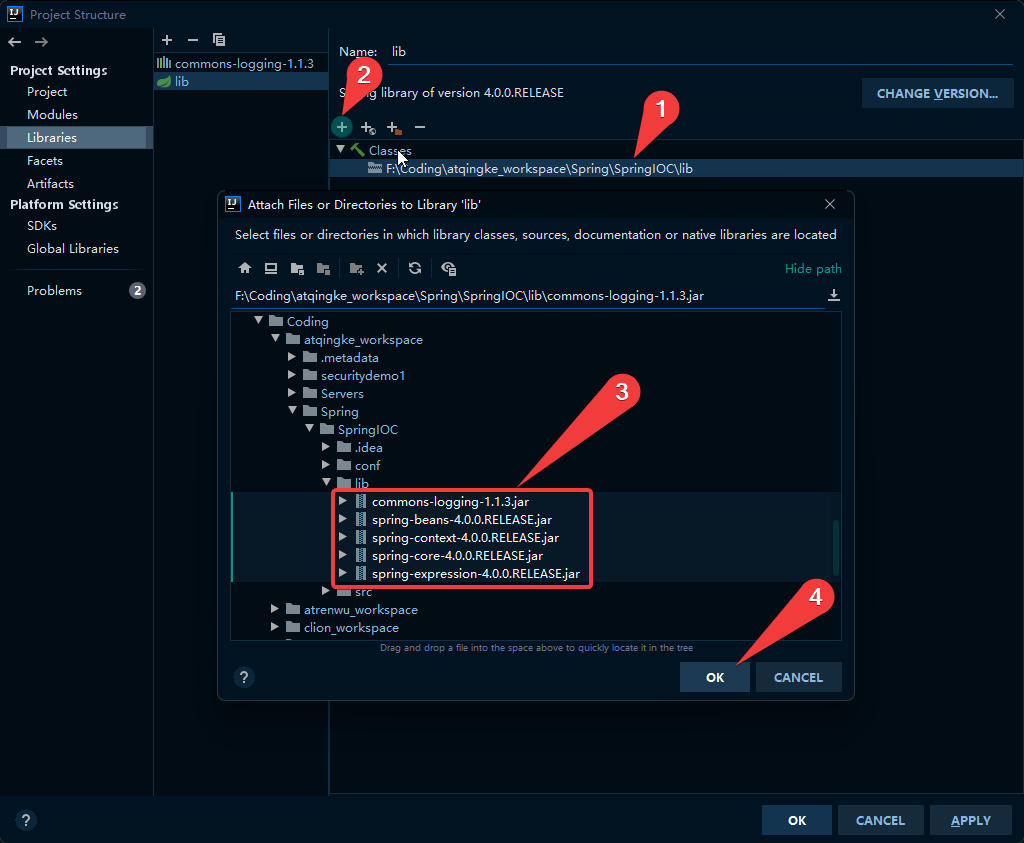 Project Structure
Project Settings
Project
Modules
Libraries
Facets
Artifacts
Platform Settings
SDKs
Global Libraries
Problems
2
commons-logging-1.1.3
lib
Name: lib
2
library of version 4.0.0.RELEASE
CHANGE VERSION...
1
Classes
F:\Coding\atqingke_workspace\Spring\SpringIOC\lib
Attach Files or Directories to Library 'lib'
Select files or directories in which library classes, sources, documentation or native libraries are located
Hide path
F:\Coding\atqingke_workspace\Spring\SpringIOC\lib\commons-logging-1.1.3.jar
Coding
atqingke_workspace
.metadata
securitydemo1
Servers
3
Spring
SpringIOC
.idea
conf
lib
commons-logging-1.1.3.jar
spring-beans-4.0.0.RELEASE.jar
spring-context-4.0.0.RELEASE.jar
spring-core-4.0.0.RELEASE.jar
spring-expression-4.0.0.RELEASE.jar
src
4
atrenwu_workspace
clion_workspace
Drag and drop a file into the space above to quickly locate it in the tree
?
OK
CANCEL
?
OK
CANCEL
APPLY